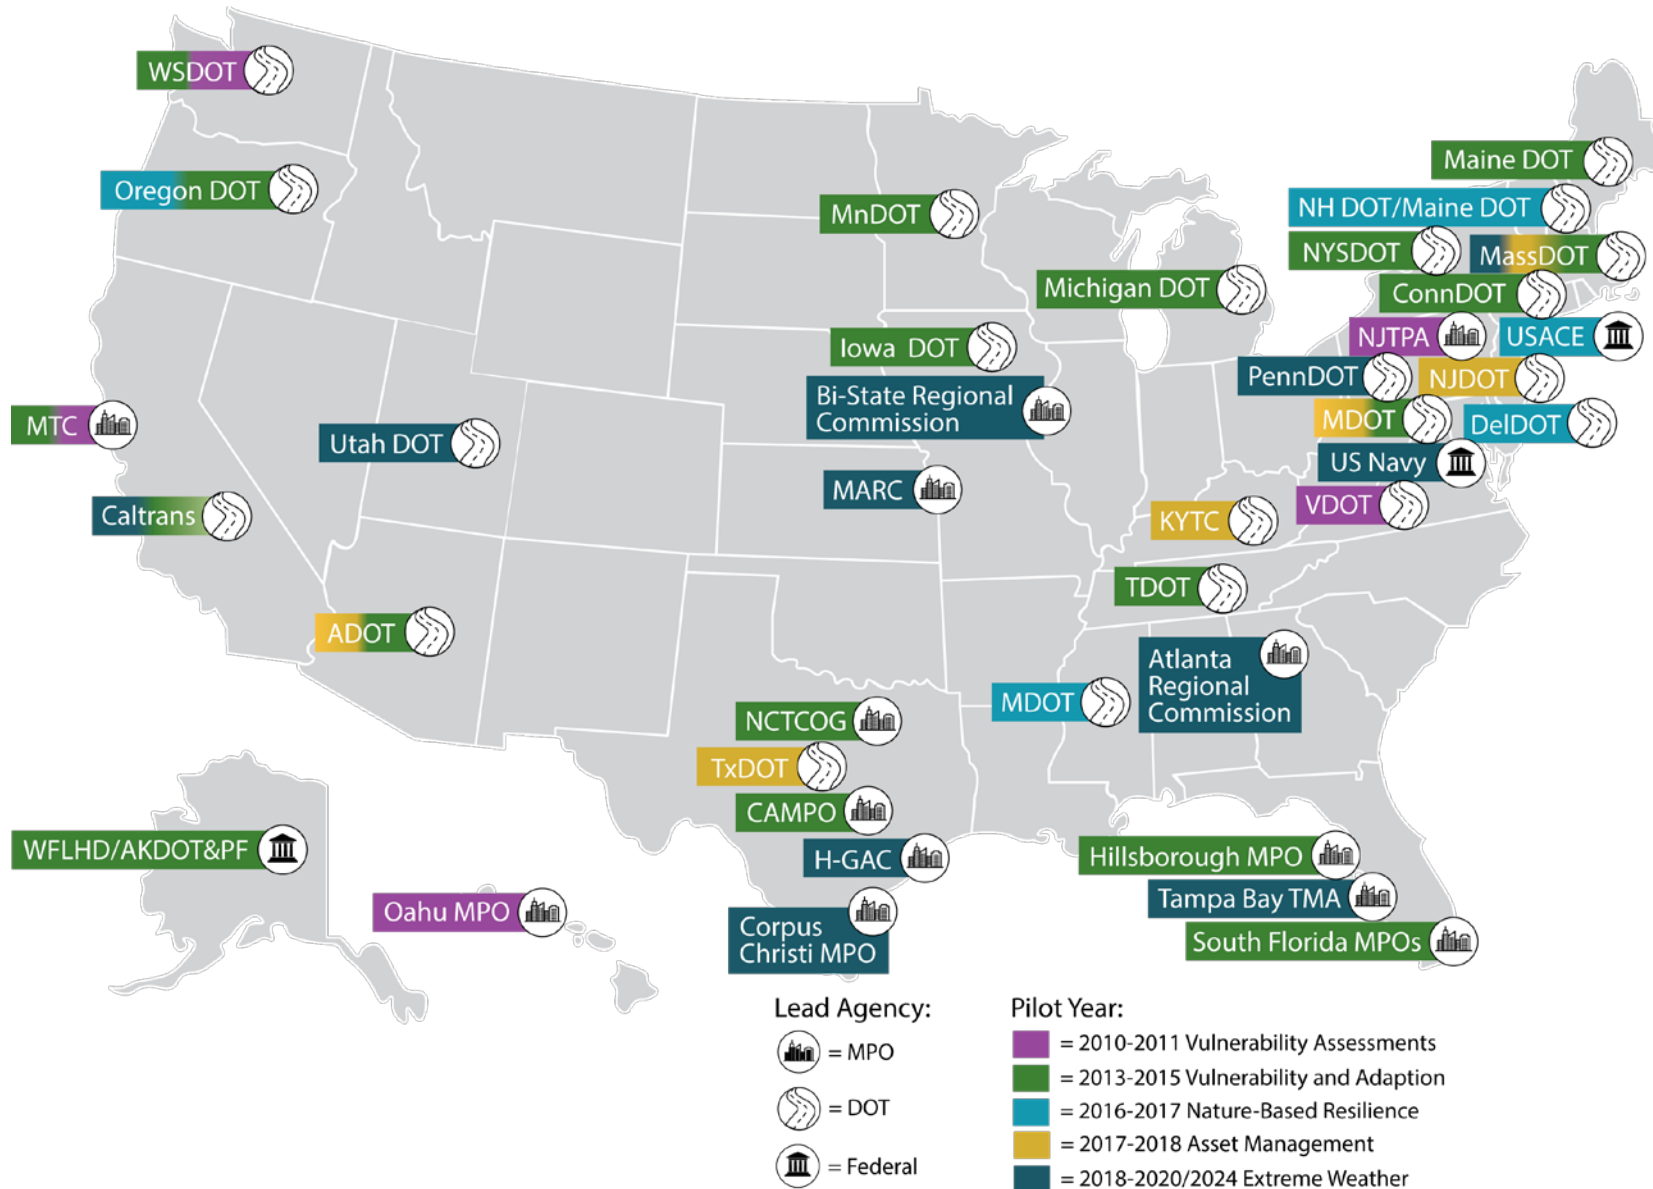 WSDOT
Oregon DOT
MTC
Caltrans
Utah DOT
ADOT
MnDOT
Michigan DOT
Iowa DOT
Bi-State Regional
Commission
MARC
Maine DOT
NH DOT/Maine DOT
NYSDOT
MassDOT
ConnDOT
NJTPA
USACE
PennDOT
NJDOT
MDOT
DelDOT
US Navy
VDOT
KYTC
TDOT
Atlanta
Regional
Commission
MDOT
NCTCOG
TxDOT
CAMPO
H-GAC
Corpus
Christi MPO
Hillsborough MPO
Tampa Bay TMA
South Florida MPOs
WFLHD/AKDOT&PF
Oahu MPO
Lead Agency:
= MPO
= DOT
= Federal
Pilot Year:
= 2010-2011 Vulnerability Assessments
= 2013-2015 Vulnerability and Adaption
= 2016-2017 Nature-Based Resilience
= 2017-2018 Asset Management
= 2018-2020/2024 Extreme Weather